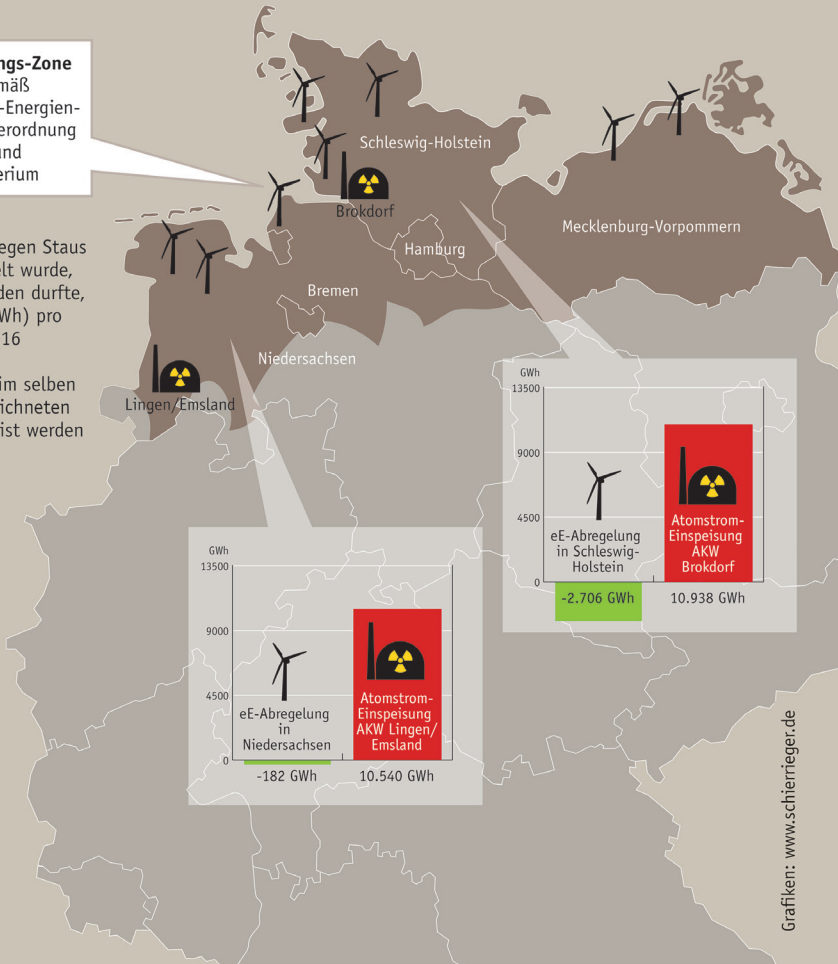 ngs-Zone
mäß
-Energien-
erordnung
und
erium
egen Staus
elt wurde,
den durfte,
Wh) pro
16
im selben
eichneten
ist werden
Schleswig-Holstein
Brokdorf
Mecklenburg-Vorpommern
Hamburg
Bremen
Niedersachsen
Lingen/Emsland
GWh
13500
9000
4500
0
eE-Abregelung
in Schleswig-
Holstein
Atomstrom-
Einspeisung
AKW
Brokdorf
-2.706 GWh
10.938 GWh
GWh
13500
9000
4500
0
eE-Abregelung
in
Niedersachsen
Atomstrom-
Einspeisung
AKW Lingen/
Emsland
-182 GWh
10.540 GWh
Grafiken: www.schierrieger.de